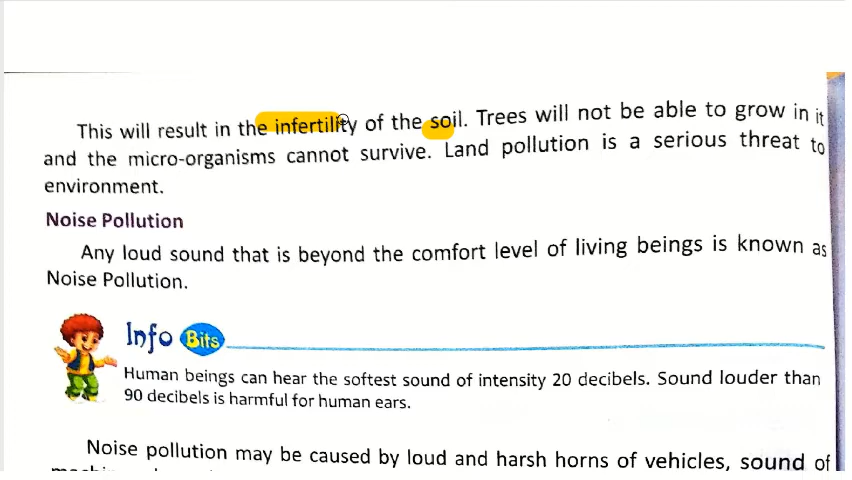 This will result in the infertility of the soil. Trees will not be able to grow in it
and the micro-organisms cannot survive. Land pollution is a serious threat to
environment.
Noise Pollution
Any loud sound that is beyond the comfort level of living beings is known as
Noise Pollution.
Info Bits
Human beings can hear the softest sound of intensity 20 decibels. Sound louder than
90 decibels is harmful for human ears.
Noise pollution may be caused by loud and harsh horns of vehicles, sound of